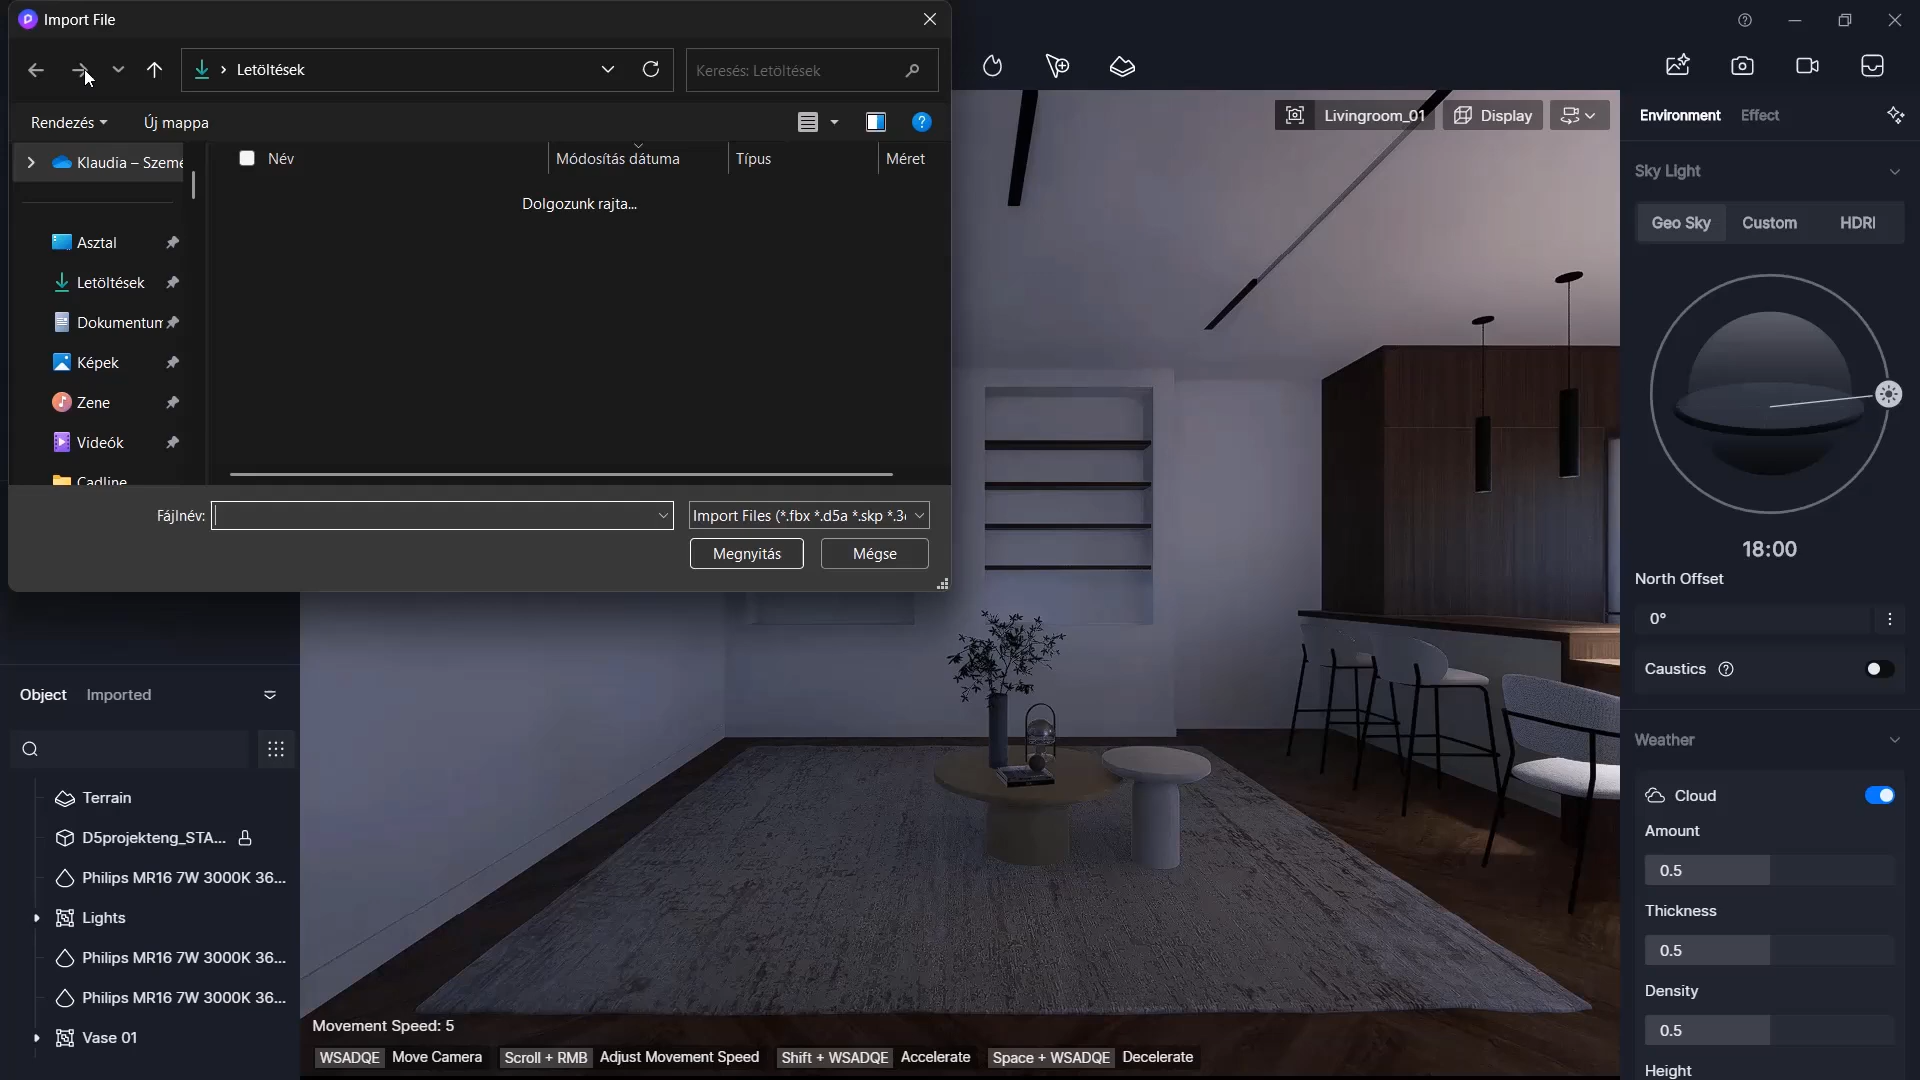 Import File
Letöltések
Keresés: Letöltések
Rendezés
Új mappa
Klaudia – Szeme
Név
Módosítás dátuma
Típus
Méret
Dolgozunk rajta...
Asztal
Letöltések
Dokumentum
Képek
Zene
Videók
Cadline
Fájlnév:
Import Files (*.fbx *.d5a *.skp *.3
Megnyitás
Mégse
Livingroom_01
Display
Environment
Effect
Sky Light
Geo Sky
Custom
HDRI
18:00
North Offset
0°
Caustics
Weather
Cloud
Amount
0.5
Thickness
0.5
Density
0.5
Height
Object
Imported
Terrain
D5projekteng_STA...
Philips MR16 7W 3000K 36...
Lights
Philips MR16 7W 3000K 36...
Philips MR16 7W 3000K 36...
Vase 01
Movement Speed: 5
WSADQE Move Camera Scroll + RMB Adjust Movement Speed Shift + WSADQE Accelerate Space + WSADQE Decelerate